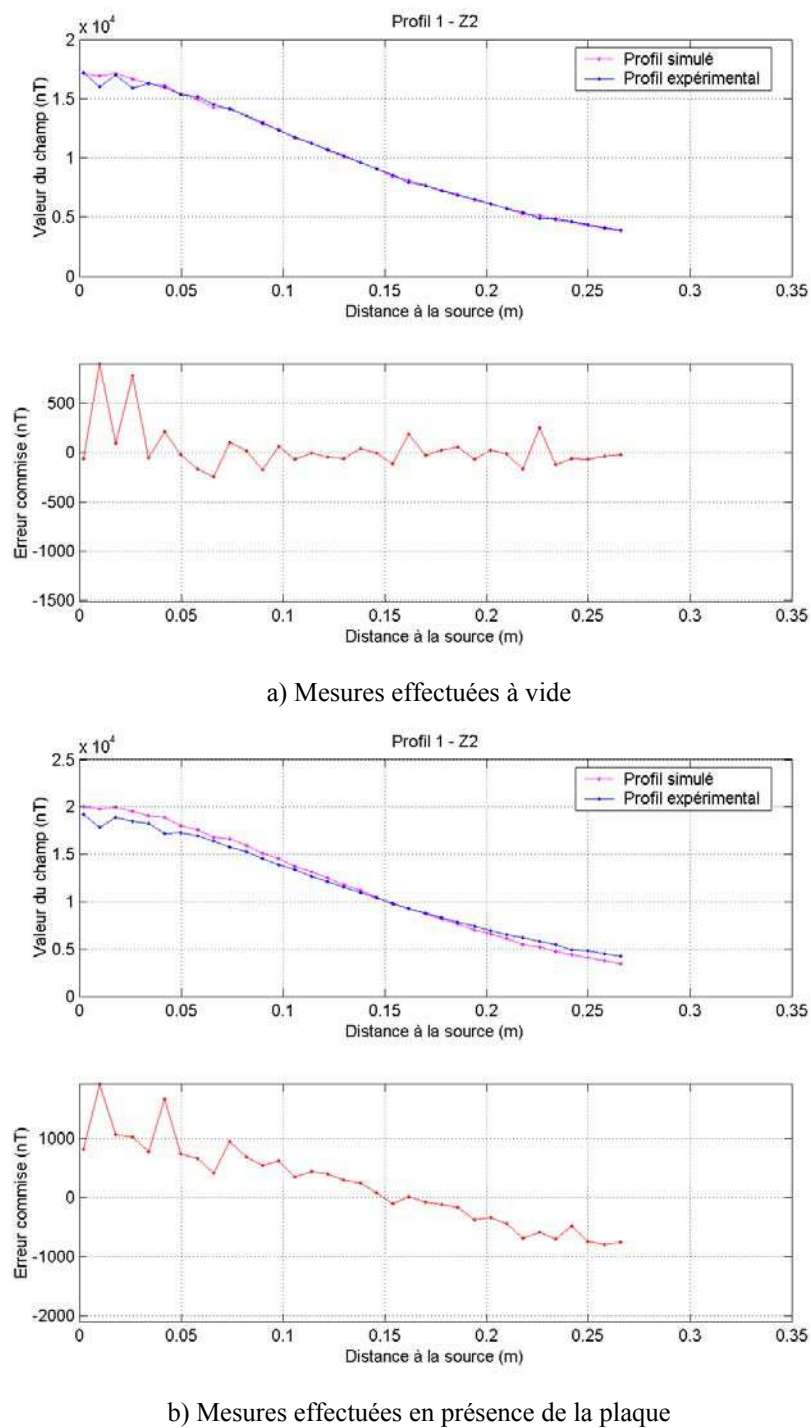 x 10^4
Profil 1 - Z2
2
1.5
1
0.5
0
Valeur du champ (nT)
Profil simulé
Profil expérimental
0 0.05 0.1 0.15 0.2 0.25 0.3 0.35
Distance à la source (m)
500
0
-500
-1000
-1500
Erreur commise (nT)
0 0.05 0.1 0.15 0.2 0.25 0.3 0.35
Distance à la source (m)
a) Mesures effectuées à vide
x 10^4
Profil 1 - Z2
2.5
2
1.5
1
0.5
0
Valeur du champ (nT)
Profil simulé
Profil expérimental
0 0.05 0.1 0.15 0.2 0.25 0.3 0.35
Distance à la source (m)
1000
0
-1000
-2000
Erreur commise (nT)
0 0.05 0.1 0.15 0.2 0.25 0.3 0.35
Distance à la source (m)
b) Mesures effectuées en présence de la plaque